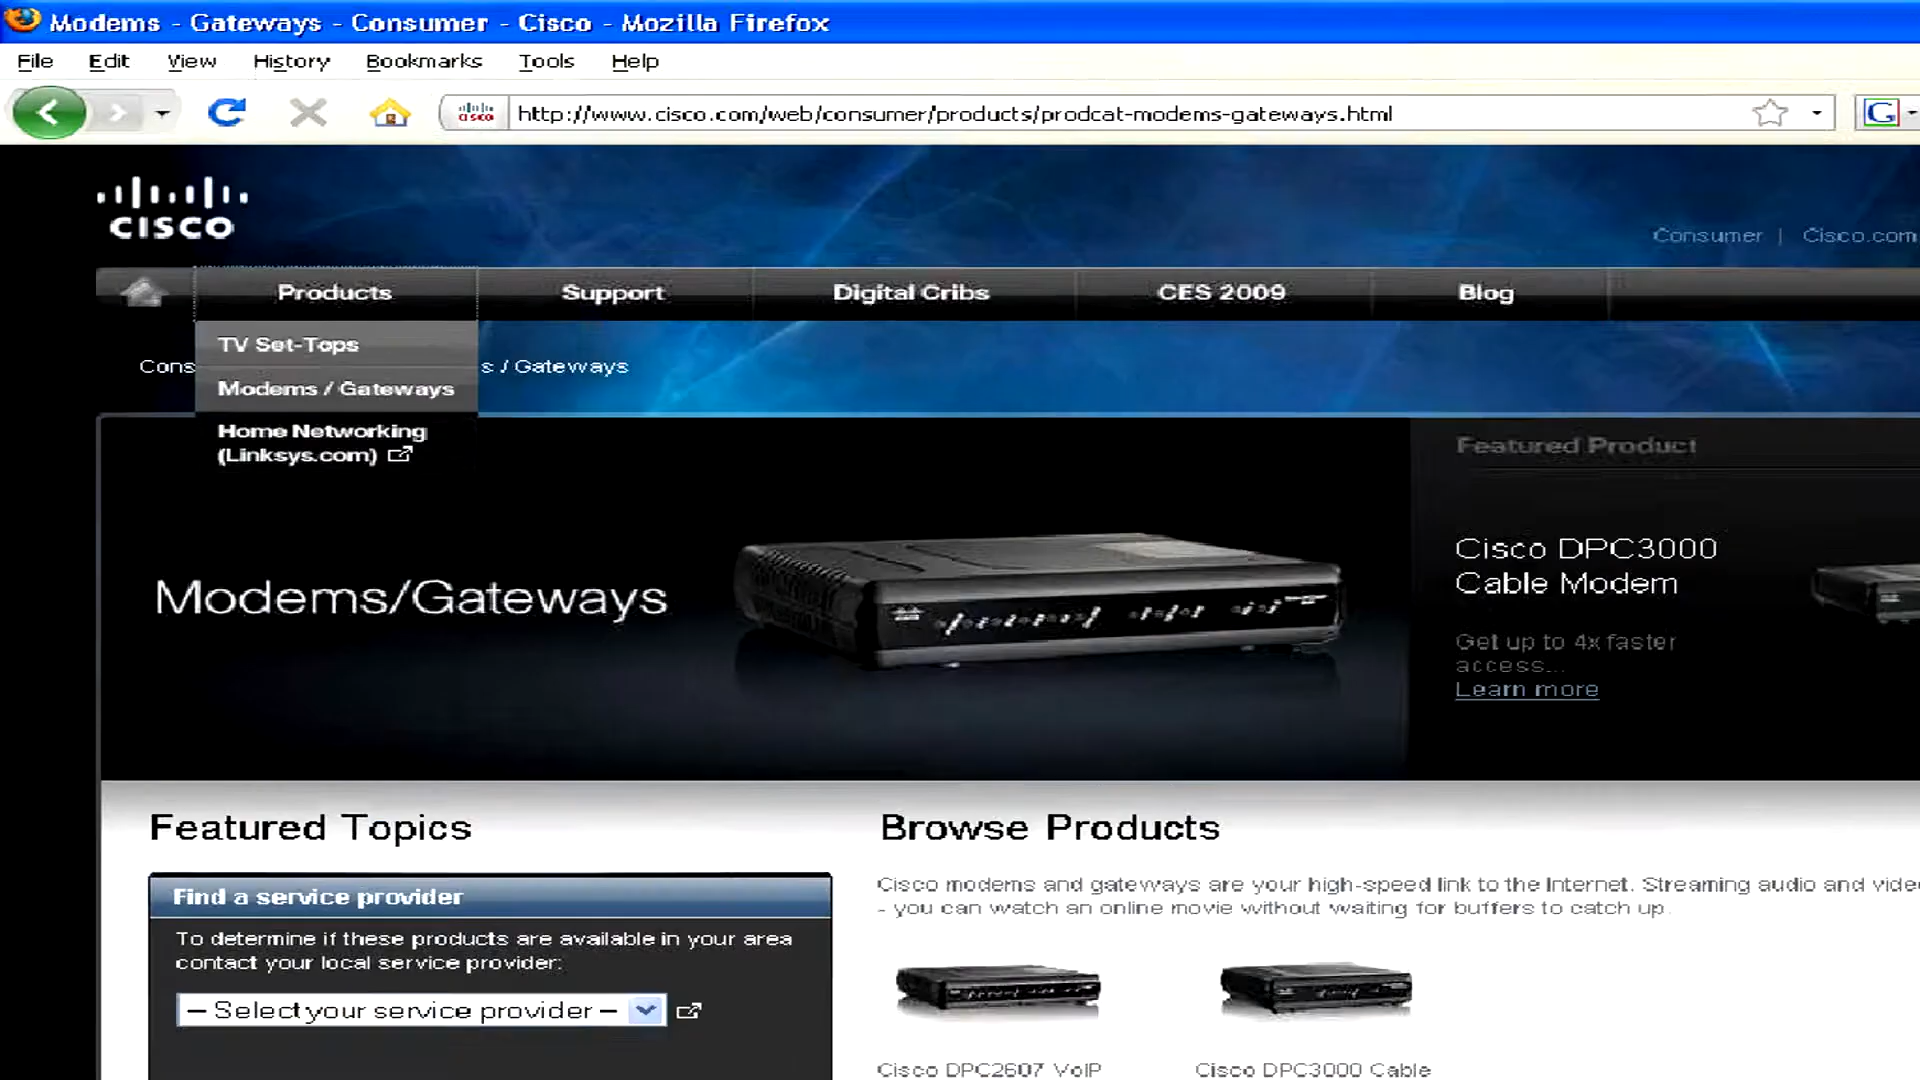 Modems - Gateways - Consumer - Cisco - Mozilla Firefox
File Edit View History Bookmarks Tools Help
cisco http://www.cisco.com/web/consumer/products/prodcat-modems-gateways.html G
CISCO
Consumer | Cisco.com
Products Support Digital Cribs CES 2009 Blog
TV Set-Tops
Cons s / Gateways
Modems / Gateways
Home Networking
(Linksys.com)
Featured Product
Modems/Gateways
Cisco DPC3000
Cable Modem
Get up to 4x faster
access...
Learn more
Featured Topics
Find a service provider
To determine if these products are available in your area
contact your local service provider:
— Select your service provider —
Browse Products
Cisco modems and gateways are your high-speed link to the Internet. Streaming audio and vide
- you can watch an online movie without waiting for buffers to catch up.
Cisco DPC2607 VoIP
Cisco DPC3000 Cable